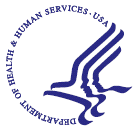 DEPARTMENT OF HEALTH & HUMAN SERVICES · USA